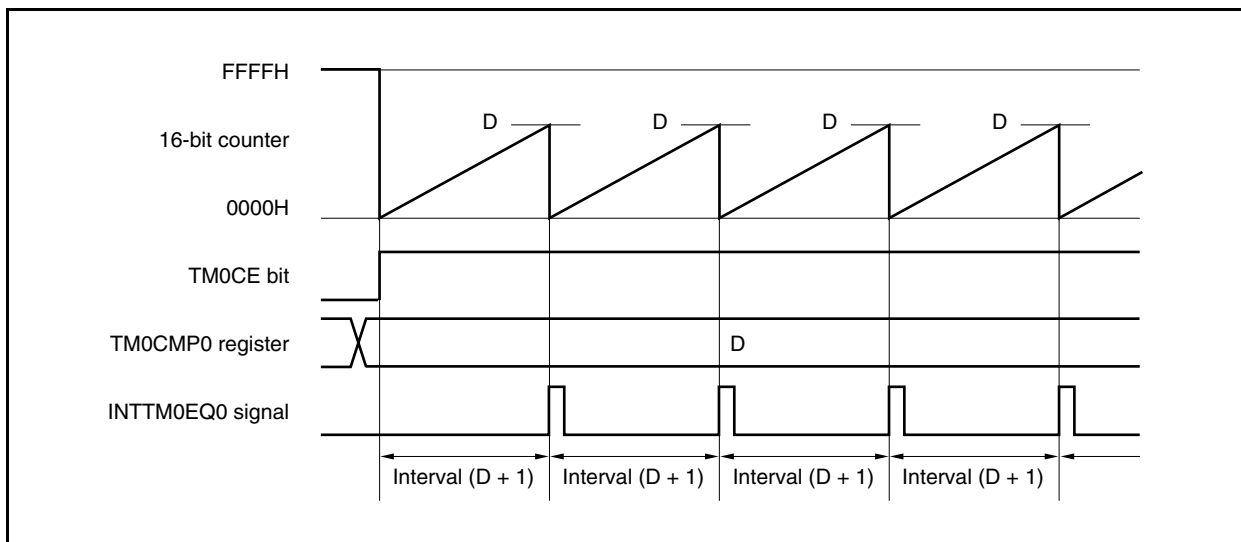 FFFFH
D D D D
16-bit counter
0000H
TM0CE bit
TM0CMP0 register D
INTTM0EQ0 signal
Interval (D + 1) Interval (D + 1) Interval (D + 1) Interval (D + 1)